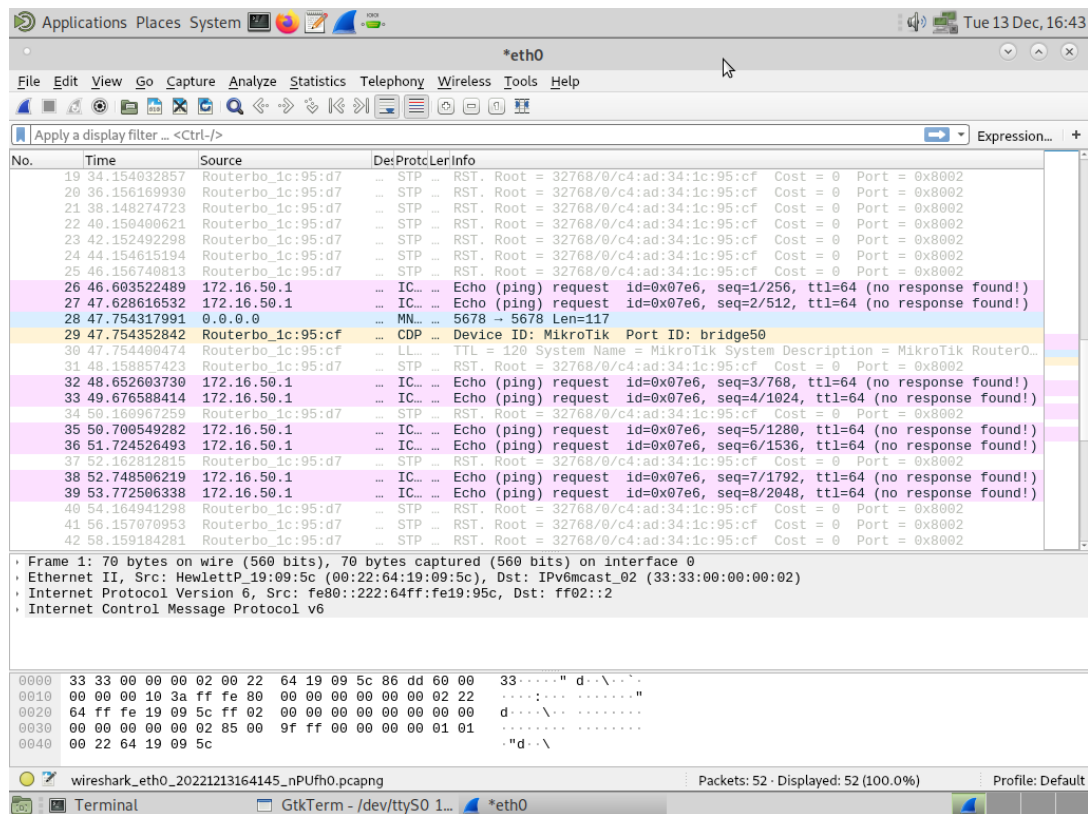 Applications Places System Tue 13 Dec, 16:43
*eth0
File Edit View Go Capture Analyze Statistics Telephony Wireless Tools Help
Apply a display filter ... <Ctrl-/> Expression... +
No. Time Source Des Protc Ler Info
19 34.154032857 Routerbo_1c:95:d7 … STP … RST. Root = 32768/0/c4:ad:34:1c:95:cf Cost = 0 Port = 0x8002
20 36.156169930 Routerbo_1c:95:d7 … STP … RST. Root = 32768/0/c4:ad:34:1c:95:cf Cost = 0 Port = 0x8002
21 38.148274723 Routerbo_1c:95:d7 … STP … RST. Root = 32768/0/c4:ad:34:1c:95:cf Cost = 0 Port = 0x8002
22 40.150400621 Routerbo_1c:95:d7 … STP … RST. Root = 32768/0/c4:ad:34:1c:95:cf Cost = 0 Port = 0x8002
23 42.152492298 Routerbo_1c:95:d7 … STP … RST. Root = 32768/0/c4:ad:34:1c:95:cf Cost = 0 Port = 0x8002
24 44.154615194 Routerbo_1c:95:d7 … STP … RST. Root = 32768/0/c4:ad:34:1c:95:cf Cost = 0 Port = 0x8002
25 46.156740813 Routerbo_1c:95:d7 … STP … RST. Root = 32768/0/c4:ad:34:1c:95:cf Cost = 0 Port = 0x8002
26 46.603522489 172.16.50.1 … IC… … Echo (ping) request id=0x07e6, seq=1/256, ttl=64 (no response found!)
27 47.628616532 172.16.50.1 … IC… … Echo (ping) request id=0x07e6, seq=2/512, ttl=64 (no response found!)
28 47.754317991 0.0.0.0 … MN… … 5678 → 5678 Len=117
29 47.754352842 Routerbo_1c:95:cf … CDP … Device ID: MikroTik Port ID: bridge50
30 47.754400474 Routerbo_1c:95:cf … LL… … TTL = 120 System Name = MikroTik System Description = MikroTik RouterO…
31 48.158857423 Routerbo_1c:95:d7 … STP … RST. Root = 32768/0/c4:ad:34:1c:95:cf Cost = 0 Port = 0x8002
32 48.652603730 172.16.50.1 … IC… … Echo (ping) request id=0x07e6, seq=3/768, ttl=64 (no response found!)
33 49.676588414 172.16.50.1 … IC… … Echo (ping) request id=0x07e6, seq=4/1024, ttl=64 (no response found!)
34 50.160967259 Routerbo_1c:95:d7 … STP … RST. Root = 32768/0/c4:ad:34:1c:95:cf Cost = 0 Port = 0x8002
35 50.700549282 172.16.50.1 … IC… … Echo (ping) request id=0x07e6, seq=5/1280, ttl=64 (no response found!)
36 51.724526493 172.16.50.1 … IC… … Echo (ping) request id=0x07e6, seq=6/1536, ttl=64 (no response found!)
37 52.162812815 Routerbo_1c:95:d7 … STP … RST. Root = 32768/0/c4:ad:34:1c:95:cf Cost = 0 Port = 0x8002
38 52.748506219 172.16.50.1 … IC… … Echo (ping) request id=0x07e6, seq=7/1792, ttl=64 (no response found!)
39 53.772506338 172.16.50.1 … IC… … Echo (ping) request id=0x07e6, seq=8/2048, ttl=64 (no response found!)
40 54.164941298 Routerbo_1c:95:d7 … STP … RST. Root = 32768/0/c4:ad:34:1c:95:cf Cost = 0 Port = 0x8002
41 56.157070953 Routerbo_1c:95:d7 … STP … RST. Root = 32768/0/c4:ad:34:1c:95:cf Cost = 0 Port = 0x8002
42 58.159184281 Routerbo_1c:95:d7 … STP … RST. Root = 32768/0/c4:ad:34:1c:95:cf Cost = 0 Port = 0x8002
Frame 1: 70 bytes on wire (560 bits), 70 bytes captured (560 bits) on interface 0
Ethernet II, Src: HewlettP_19:09:5c (00:22:64:19:09:5c), Dst: IPv6mcast_02 (33:33:00:00:00:02)
Internet Protocol Version 6, Src: fe80::222:64ff:fe19:95c, Dst: ff02::2
Internet Control Message Protocol v6
0000 33 33 00 00 00 02 00 22 64 19 09 5c 86 dd 60 00 33·····" d··\··`·
0010 00 00 00 10 3a ff fe 80 00 00 00 00 00 00 02 22 ····:··· ·······"
0020 64 ff fe 19 09 5c ff 02 00 00 00 00 00 00 00 00 d····\·· ········
0030 00 00 00 00 00 02 85 00 9f ff 00 00 00 00 01 01 ········ ········
0040 00 22 64 19 09 5c ·"d··\
wireshark_eth0_20221213164145_nPUfh0.pcapng Packets: 52 · Displayed: 52 (100.0%) Profile: Default
Terminal GtkTerm - /dev/ttyS0 1... *eth0